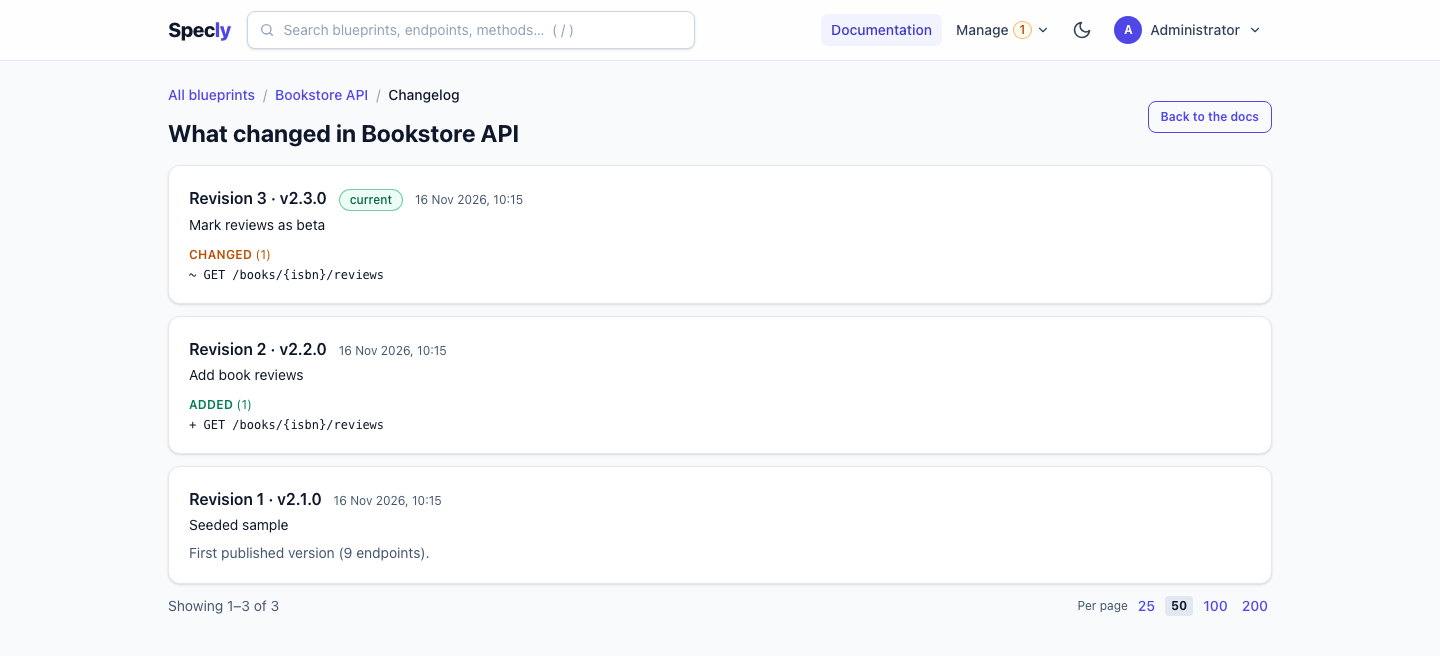 Specly
Search blueprints, endpoints, methods... ( / )
Documentation
Manage 1
A Administrator
All blueprints / Bookstore API / Changelog
What changed in Bookstore API
Back to the docs
Revision 3 · v2.3.0 current 16 Nov 2026, 10:15
Mark reviews as beta
CHANGED (1)
~ GET /books/{isbn}/reviews
Revision 2 · v2.2.0 16 Nov 2026, 10:15
Add book reviews
ADDED (1)
+ GET /books/{isbn}/reviews
Revision 1 · v2.1.0 16 Nov 2026, 10:15
Seeded sample
First published version (9 endpoints).
Showing 1–3 of 3
Per page 25 50 100 200